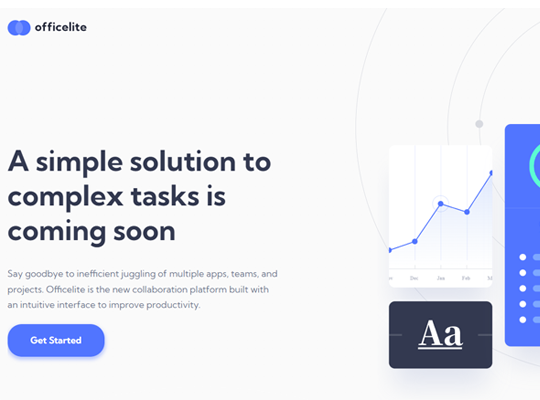 officelite
A simple solution to
complex tasks is
coming soon
Say goodbye to inefficient juggling of multiple apps, teams, and
projects. Officelite is the new collaboration platform built with
an intuitive interface to improve productivity.
Get Started
Dec Jan Feb
Aa